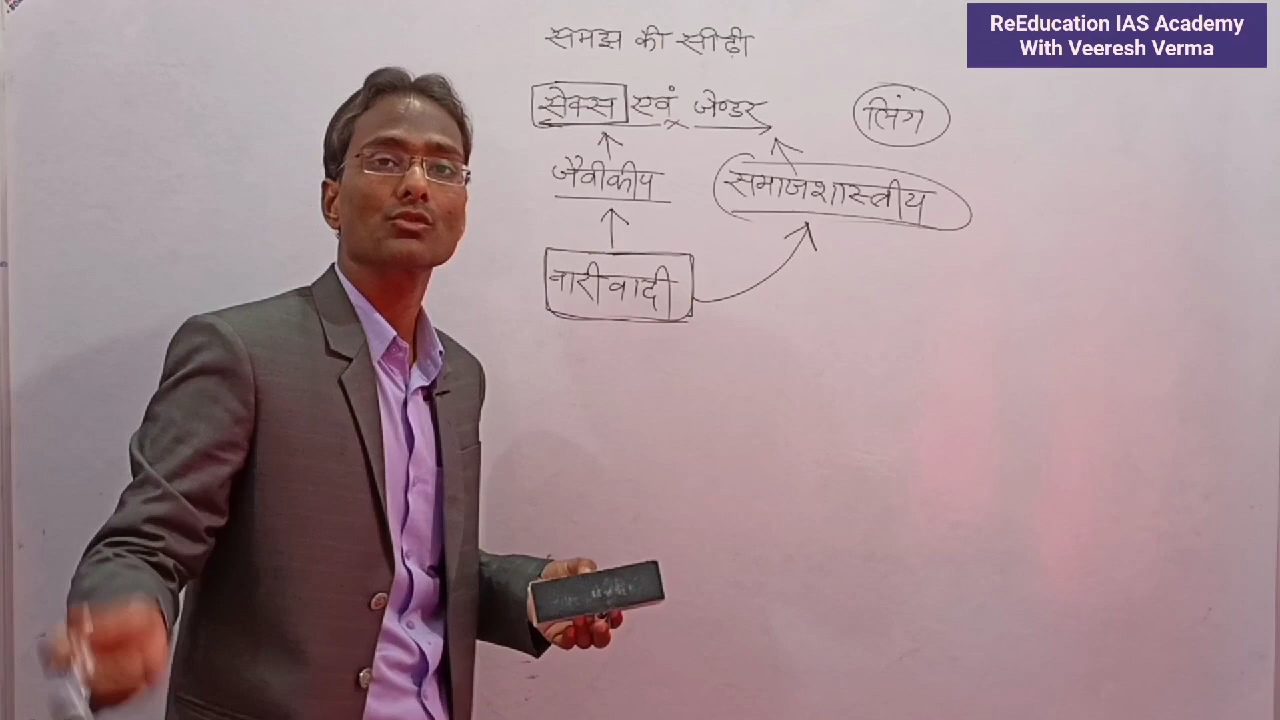 ReEducation IAS Academy
With Veeresh Verma
समझ की सीढ़ी
सेक्स एवं जेण्डर
लिंग
जैवीकीय
समाजशास्त्रीय
नारीवादी